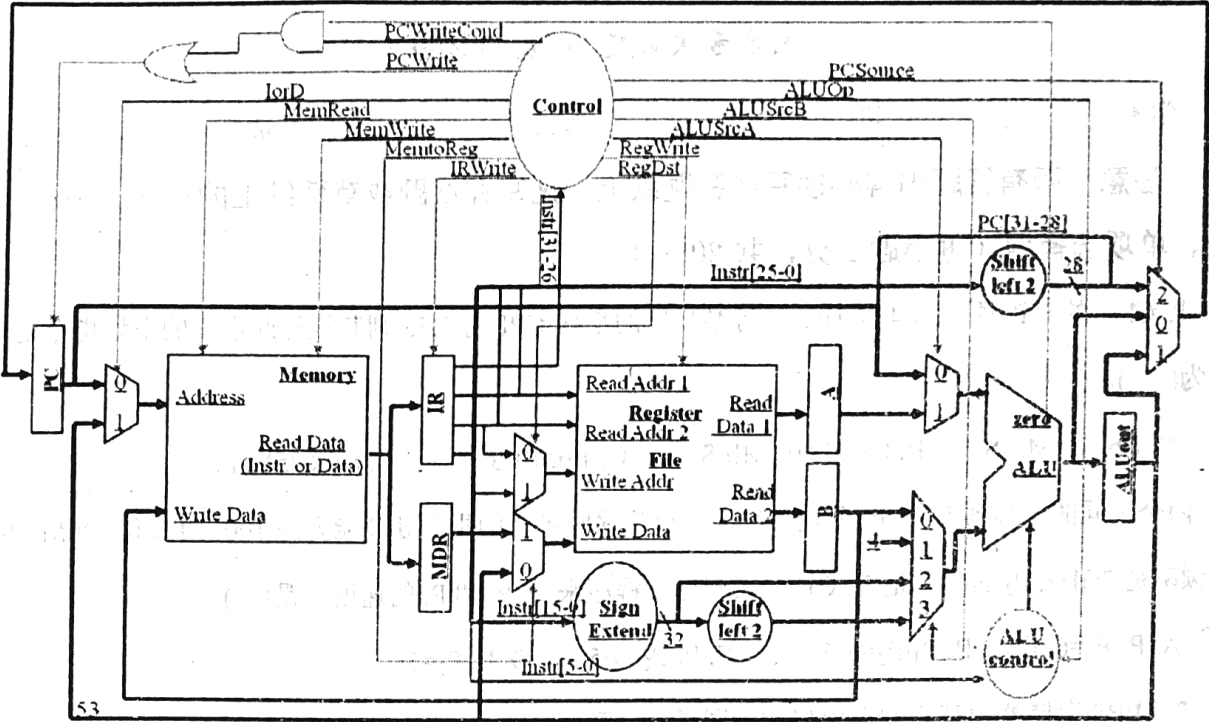 PCWriteCond
PCWrite
PCSource
IorD
ALUOp
MemRead
Control
ALUSrcB
MemWrite
ALUSrcA
MemtoReg
RegWrite
IRWrite
RegDst
Instr[31-26]
PC[31-28]
Instr[25-0]
Shift
left 2
28
2
0
1
PC
0
1
Memory
Address
Read Data
(Instr. or Data)
Write Data
IR
MDR
0
1
1
0
Read Addr 1
Register
Read Addr 2
File
Write Addr
Write Data
Read
Data 1
Read
Data 2
A
B
0
1
4
0
1
2
3
zero
ALU
ALUout
Instr[15-0]
Sign
Extend
32
Shift
left 2
ALU
control
Instr[5-0]
53